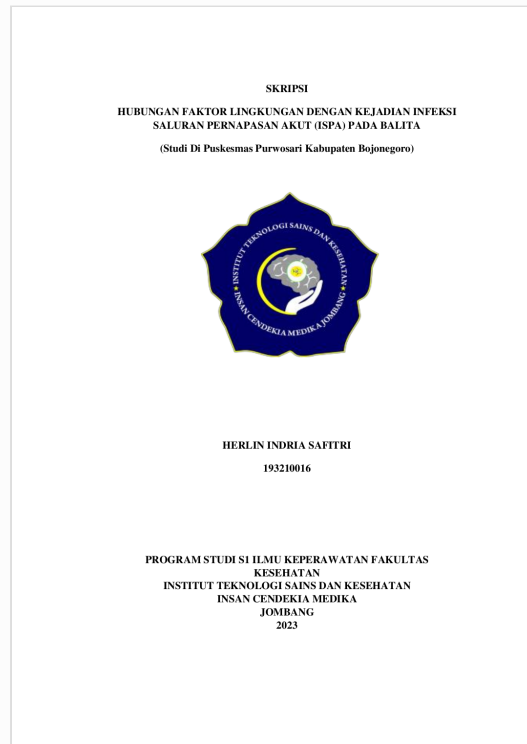 SKRIPSI
HUBUNGAN FAKTOR LINGKUNGAN DENGAN KEJADIAN INFEKSI
SALURAN PERNAPASAN AKUT (ISPA) PADA BALITA
(Studi Di Puskesmas Purwosari Kabupaten Bojonegoro)
INSTITUT TEKNOLOGI SAINS DAN KESEHATAN
INSAN CENDEKIA MEDIKA JOMBANG
HERLIN INDRIA SAFITRI
193210016
PROGRAM STUDI S1 ILMU KEPERAWATAN FAKULTAS
KESEHATAN
INSTITUT TEKNOLOGI SAINS DAN KESEHATAN
INSAN CENDEKIA MEDIKA
JOMBANG
2023